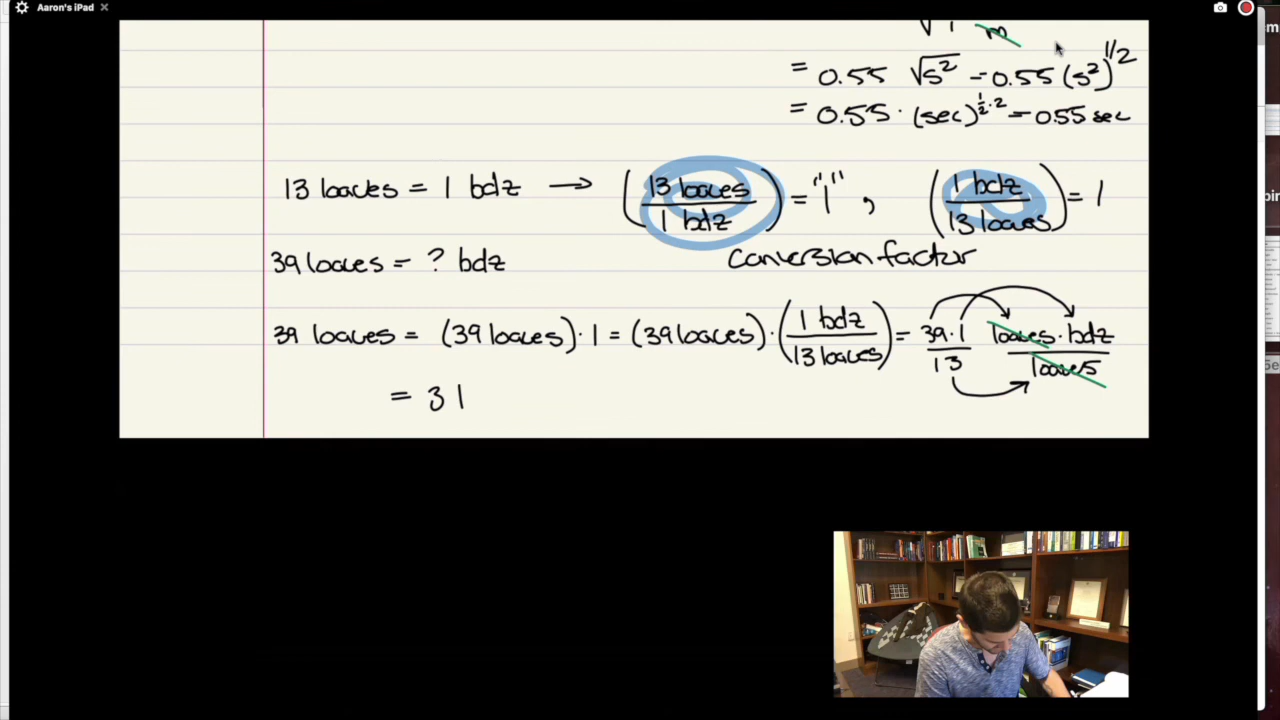 Aaron's iPad
√ 1 m
= 0.55 √s² = 0.55 (s²)^1/2
= 0.55 · (sec)^½·2 = 0.55 sec
13 loaves = 1 bdz → (13 loaves / 1 bdz) = "1" , (1 bdz / 13 loaves) = 1
39 loaves = ? bdz conversion factor
39 loaves = (39 loaves) · 1 = (39 loaves) · (1 bdz / 13 loaves) = 39 · 1 / 13 loaves · bdz / loaves
= 3 1